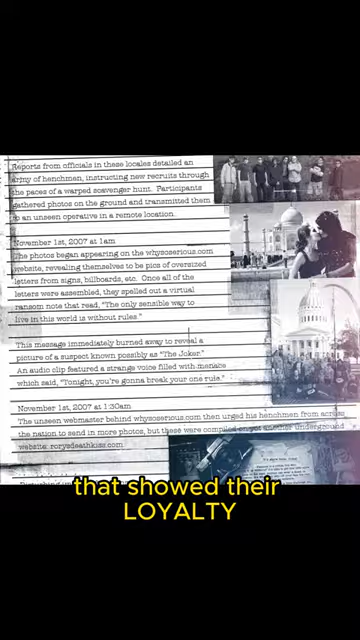 Reports from officials in these locales detailed an
army of henchmen, instructing new recruits through
the paces of a warped scavenger hunt. Participants
gathered photos on the ground and transmitted them
to an unseen operative in a remote location.
November 1st, 2007 at 1am
The photos began appearing on the whysoserious.com
website, revealing themselves to be pics of oversized
letters from signs, billboards, etc. Once all of the
letters were assembled, they spelled out a virtual
ransom note that read, "The only sensible way to
live in this world is without rules."
This message immediately burned away to reveal a
picture of a suspect known possibly as "The Joker."
An audio clip featured a strange voice filled with menace
which said, "Tonight, you're gonna break your one rule."
November 1st, 2007 at 1:30am
The unseen webmaster behind whysoserious.com then urged his henchmen from across
the nation to send in more photos, but these were compiled on yet another underground
website: rorysdeathkiss.com
that showed their
LOYALTY